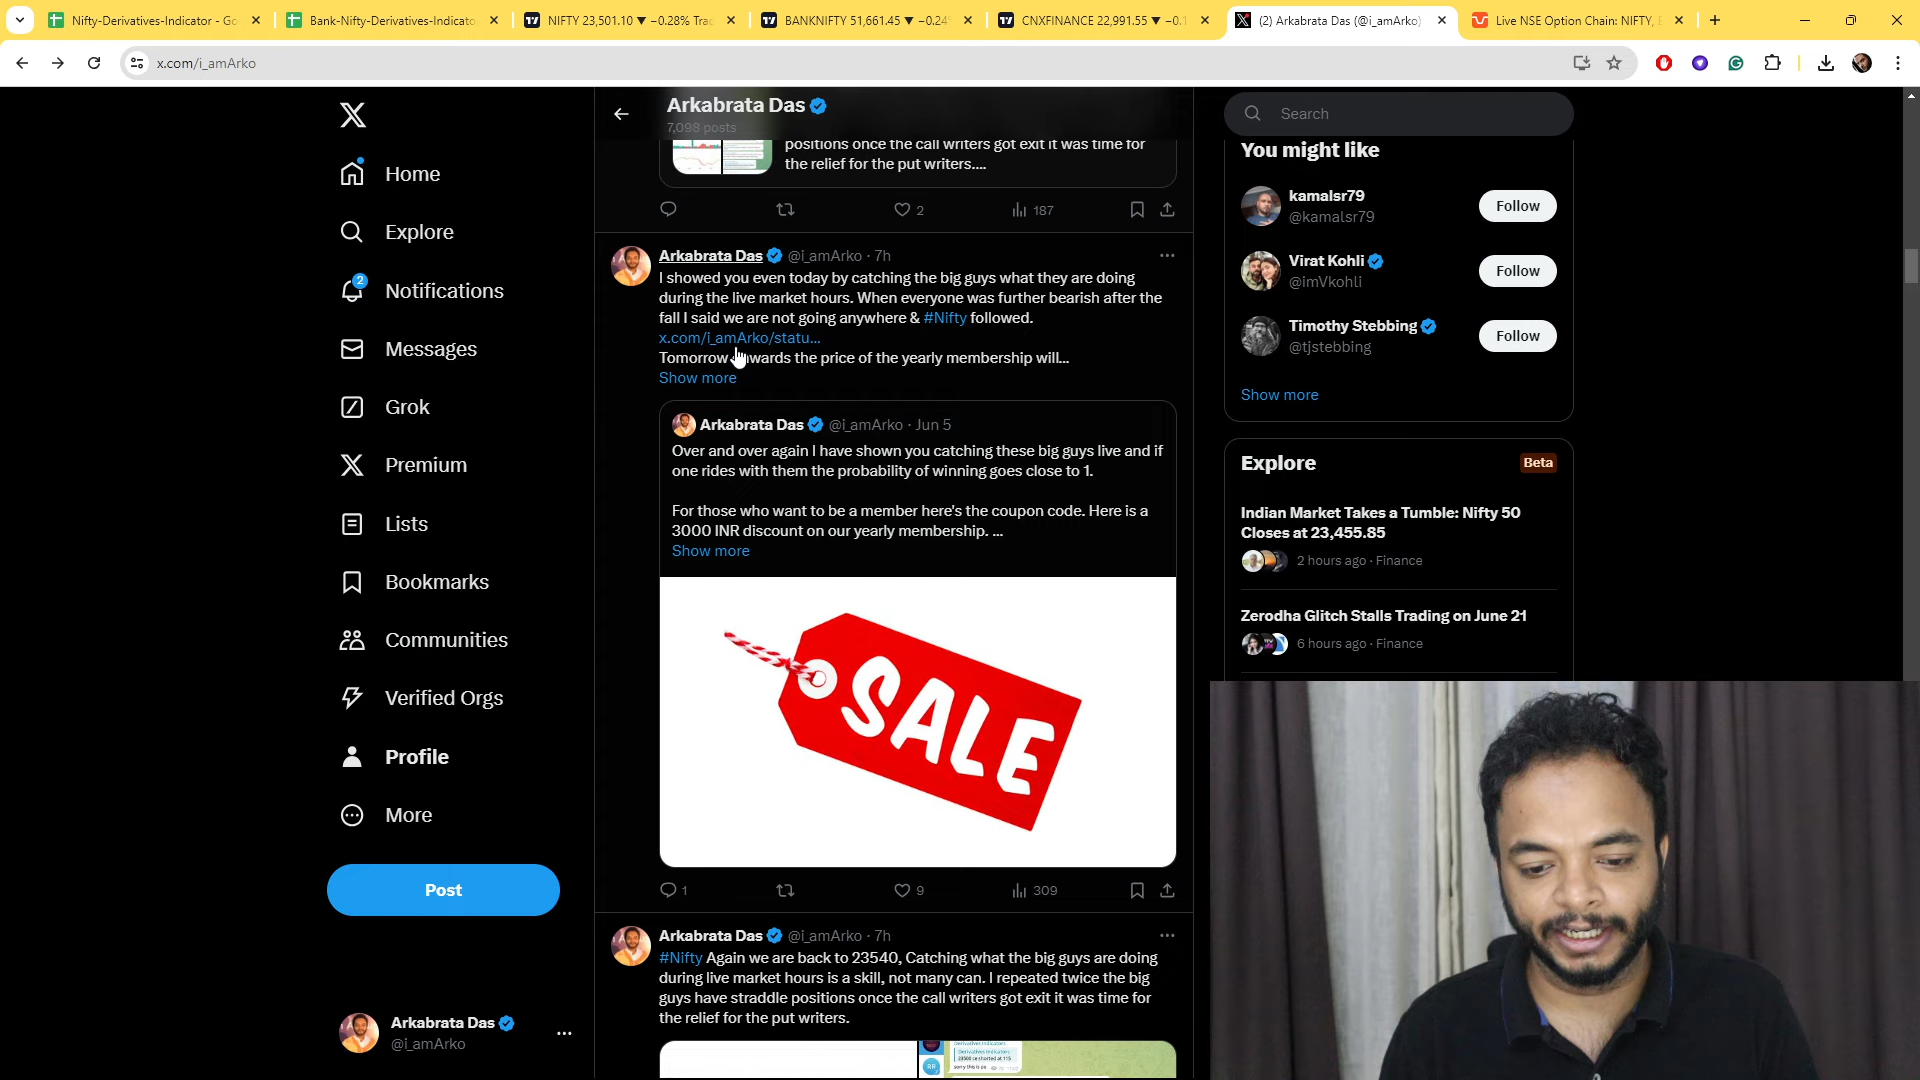 Nifty-Derivatives-Indicator - Go
Bank-Nifty-Derivatives-Indicato
NIFTY 23,501.10 ▼ −0.28% Trac
BANKNIFTY 51,661.45 ▼ −0.24
CNXFINANCE 22,991.55 ▼ −0.1
(2) Arkabrata Das (@i_amArko)
Live NSE Option Chain: NIFTY,
x.com/i_amArko
Home
Explore
2
Notifications
Messages
Grok
Premium
Lists
Bookmarks
Communities
Verified Orgs
Profile
More
Post
Arkabrata Das
@i_amArko
Arkabrata Das
7,098 posts
positions once the call writers got exit it was time for
the relief for the put writers....
2
187
Arkabrata Das @i_amArko · 7h
I showed you even today by catching the big guys what they are doing
during the live market hours. When everyone was further bearish after the
fall I said we are not going anywhere & #Nifty followed.
x.com/i_amArko/statu...
Tomorrow wards the price of the yearly membership will...
Show more
Arkabrata Das @i_amArko · Jun 5
Over and over again I have shown you catching these big guys live and if
one rides with them the probability of winning goes close to 1.
For those who want to be a member here's the coupon code. Here is a
3000 INR discount on our yearly membership. ...
Show more
SALE
1
9
309
Arkabrata Das @i_amArko · 7h
#Nifty Again we are back to 23540, Catching what the big guys are doing
during live market hours is a skill, not many can. I repeated twice the big
guys have straddle positions once the call writers got exit it was time for
the relief for the put writers.
Derivatives Indicators
23500 ce shorted at 115
RR
Search
You might like
kamalsr79
@kamalsr79
Follow
Virat Kohli
@imVkohli
Follow
Timothy Stebbing
@tjstebbing
Follow
Show more
Explore
Beta
Indian Market Takes a Tumble: Nifty 50
Closes at 23,455.85
2 hours ago · Finance
Zerodha Glitch Stalls Trading on June 21
6 hours ago · Finance